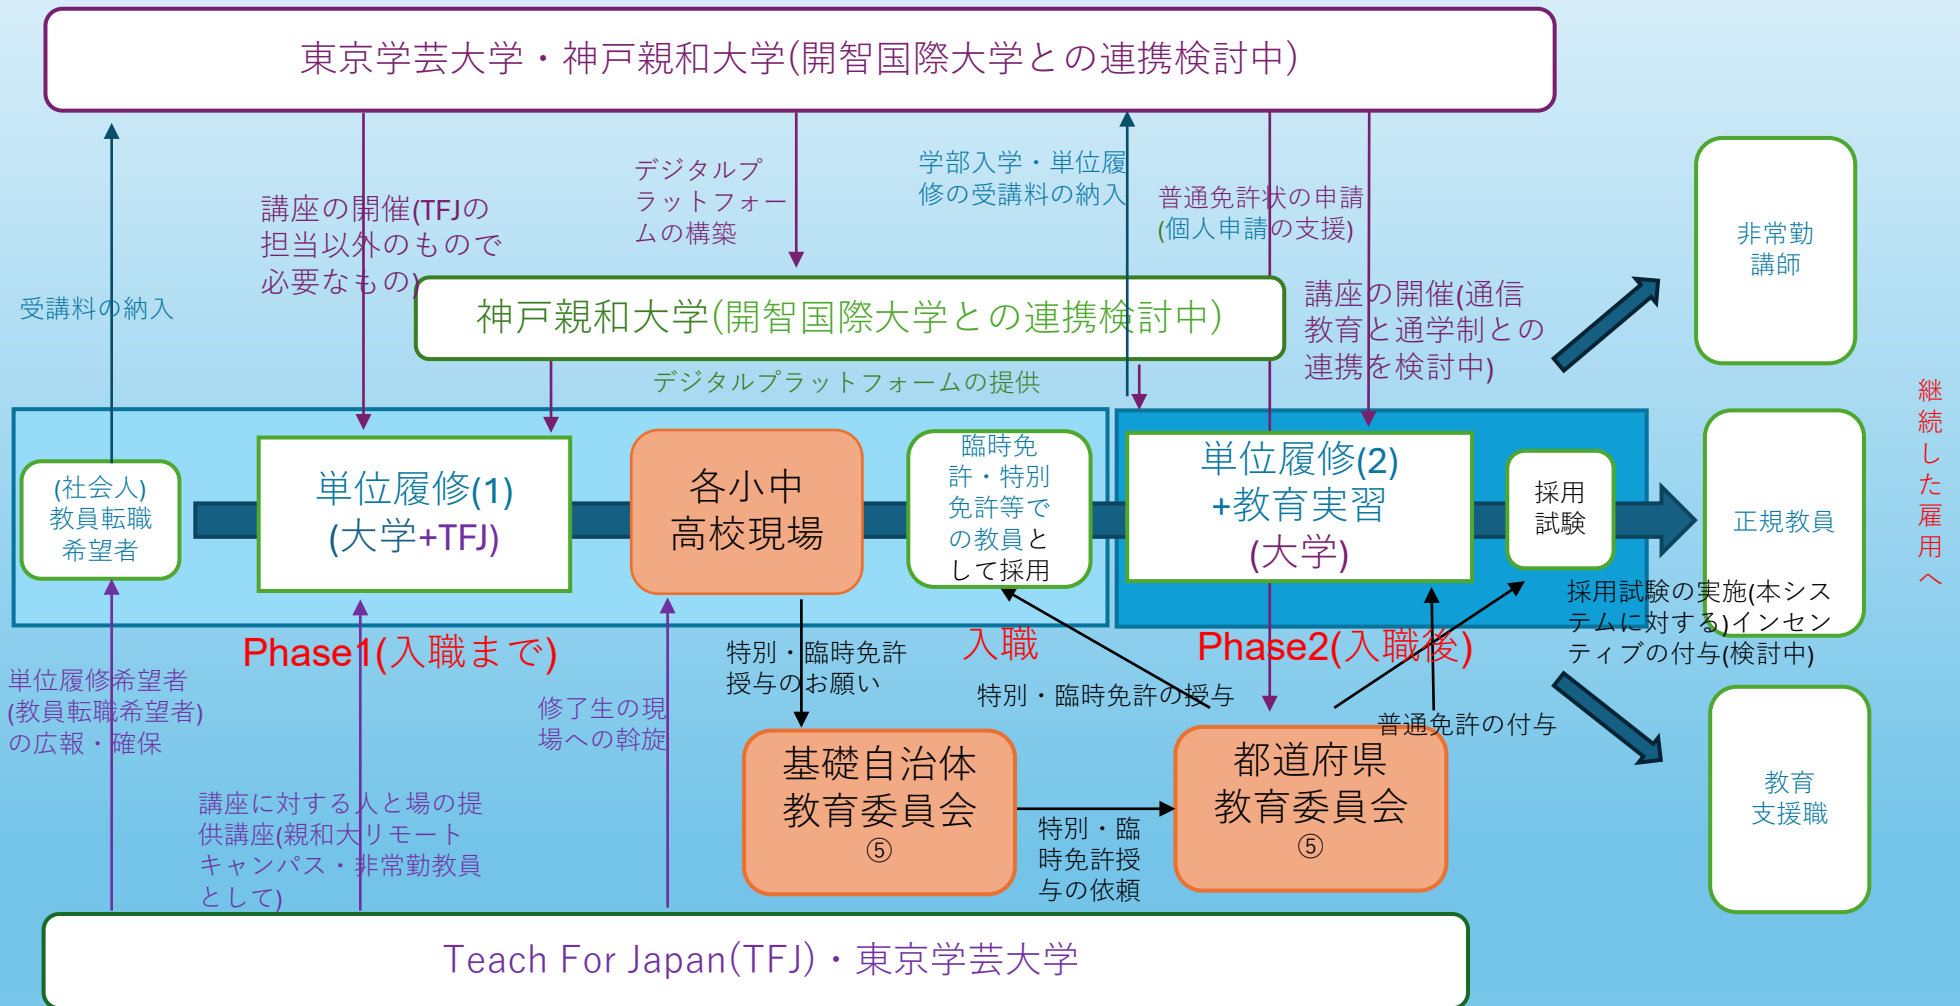 東京学芸大学・神戸親和大学(開智国際大学との連携検討中)
受講料の納入
講座の開催(TFJの
担当以外のもので
必要なもの)
デジタルプ
ラットフォー
ムの構築
学部入学・単位履
修の受講料の納入
普通免許状の申請
(個人申請の支援)
神戸親和大学(開智国際大学との連携検討中)
講座の開催(通信
教育と通学制との
連携を検討中)
デジタルプラットフォームの提供
非常勤
講師
継続した雇用へ
(社会人)
教員転職
希望者
単位履修(1)
(大学+TFJ)
各小中
高校現場
臨時免
許・特別
免許等で
の教員と
して採用
単位履修(2)
+教育実習
(大学)
採用
試験
正規教員
Phase1(入職まで)
入職
Phase2(入職後)
採用試験の実施(本シス
テムに対する)インセン
ティブの付与(検討中)
単位履修希望者
(教員転職希望者)
の広報・確保
特別・臨時免許
授与のお願い
修了生の現
場への斡旋
特別・臨時免許の授与
普通免許の付与
講座に対する人と場の提
供講座(親和大リモート
キャンパス・非常勤教員
として)
基礎自治体
教育委員会
⑤
特別・臨
時免許授
与の依頼
都道府県
教育委員会
⑤
教育
支援職
Teach For Japan(TFJ)・東京学芸大学